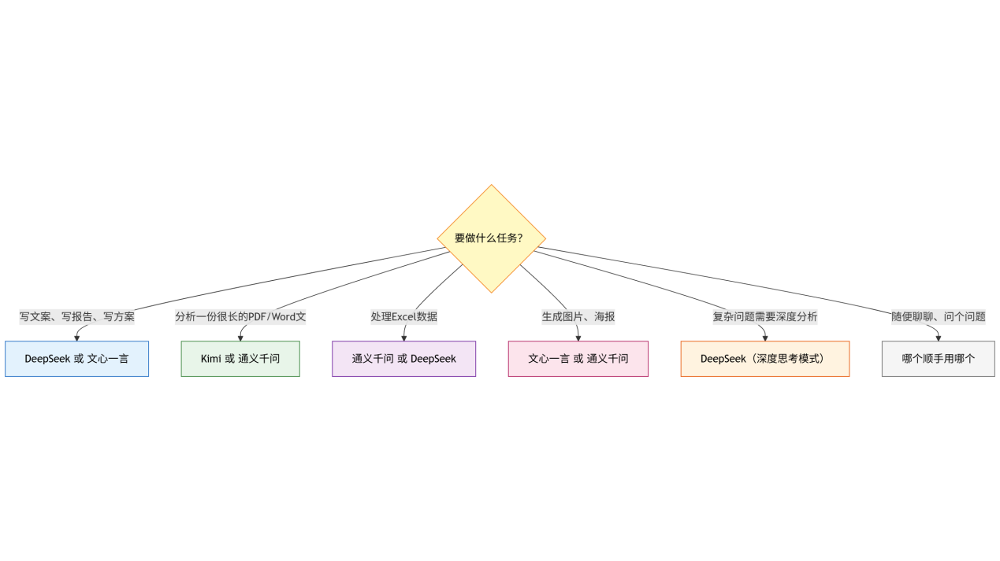 要做什么任务?
写文案、写报告、写方案
分析一份很长的PDF/Word文
处理Excel数据
生成图片、海报
复杂问题需要深度分析
随便聊聊、问个问题
DeepSeek 或 文心一言
Kimi 或 通义千问
通义千问 或 DeepSeek
文心一言 或 通义千问
DeepSeek（深度思考模式）
哪个顺手用哪个